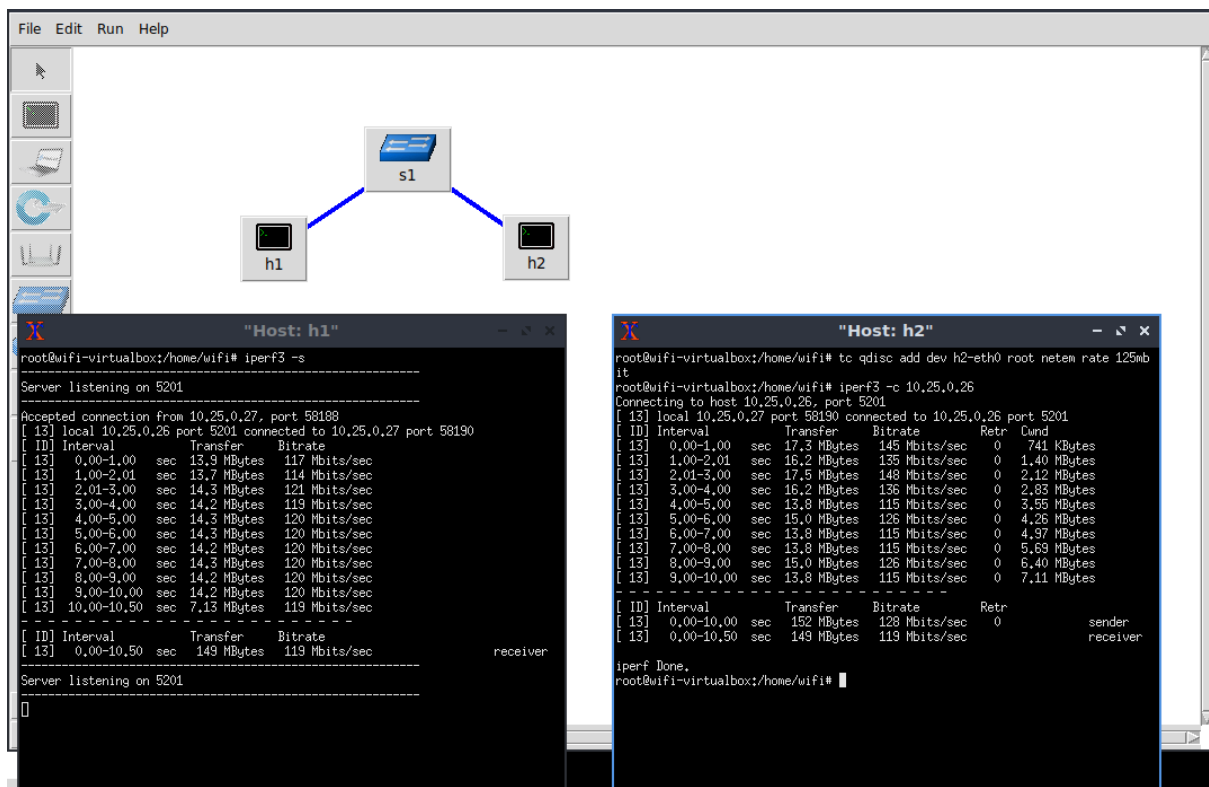 File Edit Run Help
s1
h1
h2
"Host: h1"
root@wifi-virtualbox:/home/wifi# iperf3 -s
-----------------------------------------------------------
Server listening on 5201
-----------------------------------------------------------
Accepted connection from 10.25.0.27, port 58188
[ 13] local 10.25.0.26 port 5201 connected to 10.25.0.27 port 58190
[ ID] Interval Transfer Bitrate
[ 13] 0.00-1.00 sec 13.9 MBytes 117 Mbits/sec
[ 13] 1.00-2.01 sec 13.7 MBytes 114 Mbits/sec
[ 13] 2.01-3.00 sec 14.3 MBytes 121 Mbits/sec
[ 13] 3.00-4.00 sec 14.2 MBytes 119 Mbits/sec
[ 13] 4.00-5.00 sec 14.3 MBytes 120 Mbits/sec
[ 13] 5.00-6.00 sec 14.3 MBytes 120 Mbits/sec
[ 13] 6.00-7.00 sec 14.2 MBytes 120 Mbits/sec
[ 13] 7.00-8.00 sec 14.3 MBytes 120 Mbits/sec
[ 13] 8.00-9.00 sec 14.2 MBytes 120 Mbits/sec
[ 13] 9.00-10.00 sec 14.2 MBytes 120 Mbits/sec
[ 13] 10.00-10.50 sec 7.13 MBytes 119 Mbits/sec
- - - - - - - - - - - - - - - - - - - - - - - - -
[ ID] Interval Transfer Bitrate
[ 13] 0.00-10.50 sec 149 MBytes 119 Mbits/sec receiver
-----------------------------------------------------------
Server listening on 5201
-----------------------------------------------------------
"Host: h2"
root@wifi-virtualbox:/home/wifi# tc qdisc add dev h2-eth0 root netem rate 125mb
it
root@wifi-virtualbox:/home/wifi# iperf3 -c 10.25.0.26
Connecting to host 10.25.0.26, port 5201
[ 13] local 10.25.0.27 port 58190 connected to 10.25.0.26 port 5201
[ ID] Interval Transfer Bitrate Retr Cwnd
[ 13] 0.00-1.00 sec 17.3 MBytes 145 Mbits/sec 0 741 KBytes
[ 13] 1.00-2.01 sec 16.2 MBytes 135 Mbits/sec 0 1.40 MBytes
[ 13] 2.01-3.00 sec 17.5 MBytes 148 Mbits/sec 0 2.12 MBytes
[ 13] 3.00-4.00 sec 16.2 MBytes 136 Mbits/sec 0 2.83 MBytes
[ 13] 4.00-5.00 sec 13.8 MBytes 115 Mbits/sec 0 3.55 MBytes
[ 13] 5.00-6.00 sec 15.0 MBytes 126 Mbits/sec 0 4.26 MBytes
[ 13] 6.00-7.00 sec 13.8 MBytes 115 Mbits/sec 0 4.97 MBytes
[ 13] 7.00-8.00 sec 13.8 MBytes 115 Mbits/sec 0 5.69 MBytes
[ 13] 8.00-9.00 sec 15.0 MBytes 126 Mbits/sec 0 6.40 MBytes
[ 13] 9.00-10.00 sec 13.8 MBytes 115 Mbits/sec 0 7.11 MBytes
- - - - - - - - - - - - - - - - - - - - - - - - -
[ ID] Interval Transfer Bitrate Retr
[ 13] 0.00-10.00 sec 152 MBytes 128 Mbits/sec 0 sender
[ 13] 0.00-10.50 sec 149 MBytes 119 Mbits/sec receiver
iperf Done.
root@wifi-virtualbox:/home/wifi#